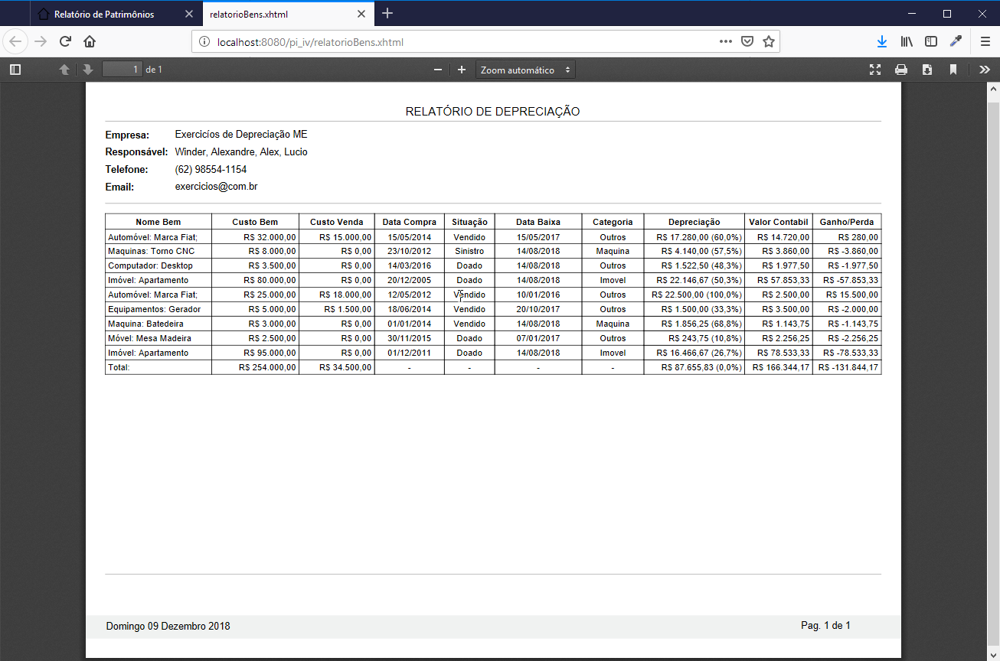 Relatório de Patrimônios relatorioBens.xhtml
localhost:8080/pi_iv/relatorioBens.xhtml
1 de 1 Zoom automático
RELATÓRIO DE DEPRECIAÇÃO
Empresa: Exercicíos de Depreciação ME
Responsável: Winder, Alexandre, Alex, Lucio
Telefone: (62) 98554-1154
Email: exercicios@com.br
Nome Bem Custo Bem Custo Venda Data Compra Situação Data Baixa Categoria Depreciação Valor Contabil Ganho/Perda
Automóvel: Marca Fiat; R$ 32.000,00 R$ 15.000,00 15/05/2014 Vendido 15/05/2017 Outros R$ 17.280,00 (60,0%) R$ 14.720,00 R$ 280,00
Maquinas: Torno CNC R$ 8.000,00 R$ 0,00 23/10/2012 Sinistro 14/08/2018 Maquina R$ 4.140,00 (57,5%) R$ 3.860,00 R$ -3.860,00
Computador: Desktop R$ 3.500,00 R$ 0,00 14/03/2016 Doado 14/08/2018 Outros R$ 1.522,50 (48,3%) R$ 1.977,50 R$ -1.977,50
Imóvel: Apartamento R$ 80.000,00 R$ 0,00 20/12/2005 Doado 14/08/2018 Imovel R$ 22.146,67 (50,3%) R$ 57.853,33 R$ -57.853,33
Automóvel: Marca Fiat; R$ 25.000,00 R$ 18.000,00 12/05/2012 Vendido 10/01/2016 Outros R$ 22.500,00 (100,0%) R$ 2.500,00 R$ 15.500,00
Equipamentos: Gerador R$ 5.000,00 R$ 1.500,00 18/06/2014 Vendido 20/10/2017 Outros R$ 1.500,00 (33,3%) R$ 3.500,00 R$ -2.000,00
Maquina: Batedeira R$ 3.000,00 R$ 0,00 01/01/2014 Vendido 14/08/2018 Maquina R$ 1.856,25 (68,8%) R$ 1.143,75 R$ -1.143,75
Móvel: Mesa Madeira R$ 2.500,00 R$ 0,00 30/11/2015 Doado 07/01/2017 Outros R$ 243,75 (10,8%) R$ 2.256,25 R$ -2.256,25
Imóvel: Apartamento R$ 95.000,00 R$ 0,00 01/12/2011 Doado 14/08/2018 Imovel R$ 16.466,67 (26,7%) R$ 78.533,33 R$ -78.533,33
Total: R$ 254.000,00 R$ 34.500,00 - - - - R$ 87.655,83 (0,0%) R$ 166.344,17 R$ -131.844,17
Domingo 09 Dezembro 2018 Pag. 1 de 1